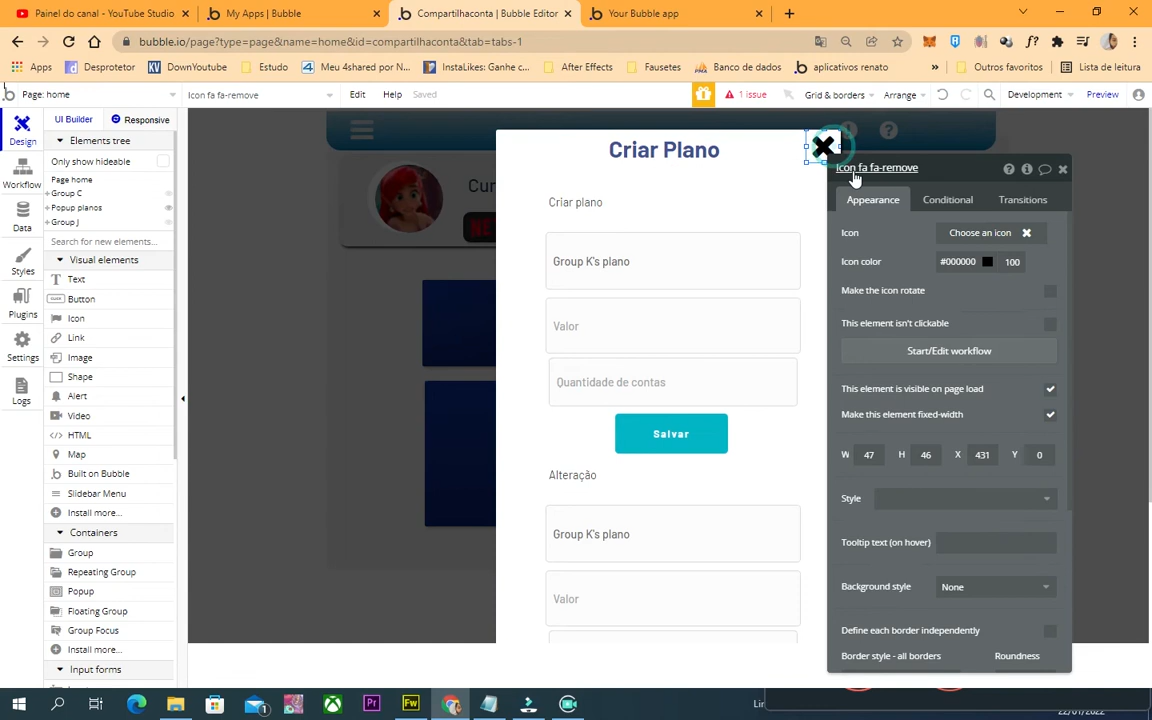 Painel do canal) - YouTube Studio
My Apps | Bubble
Compartilhaconta | Bubble Editor
Your Bubble app
bubble.io/page?type=page&name=home&id=compartilhaconta&tab=tabs-1
Apps
Desprotetor
DownYoutube
Estudo
Meu 4shared por N...
InstaLikes: Ganhe c...
After Effects
Fausetes
Banco de dados
aplicativos renato
Outros favoritos
Lista de leitura
Page: home
Icon fa fa-remove
Edit
Help
Saved
1 issue
Grid & borders
Arrange
Development
Preview
Design
Workflow
Data
Styles
Plugins
Settings
Logs
UI Builder
Responsive
Elements tree
Only show hideable
Page home
Group C
Popup planos
Group J
Search for new elements...
Visual elements
Text
Button
Icon
Link
Image
Shape
Alert
Video
HTML
Map
Built on Bubble
Slidebar Menu
Install more...
Containers
Group
Repeating Group
Popup
Floating Group
Group Focus
Install more...
Input forms
Criar Plano
Criar plano
Group K's plano
Valor
Quantidade de contas
Salvar
Alteração
Group K's plano
Valor
Icon fa fa-remove
Appearance
Conditional
Transitions
Icon
Choose an icon
Icon color
#000000
100
Make the icon rotate
This element isn't clickable
Start/Edit workflow
This element is visible on page load
Make this element fixed-width
W 47 H 46 X 431 Y 0
Style
Tooltip text (on hover)
Background style
None
Define each border independently
Border style - all borders
Roundness
22/01/2022